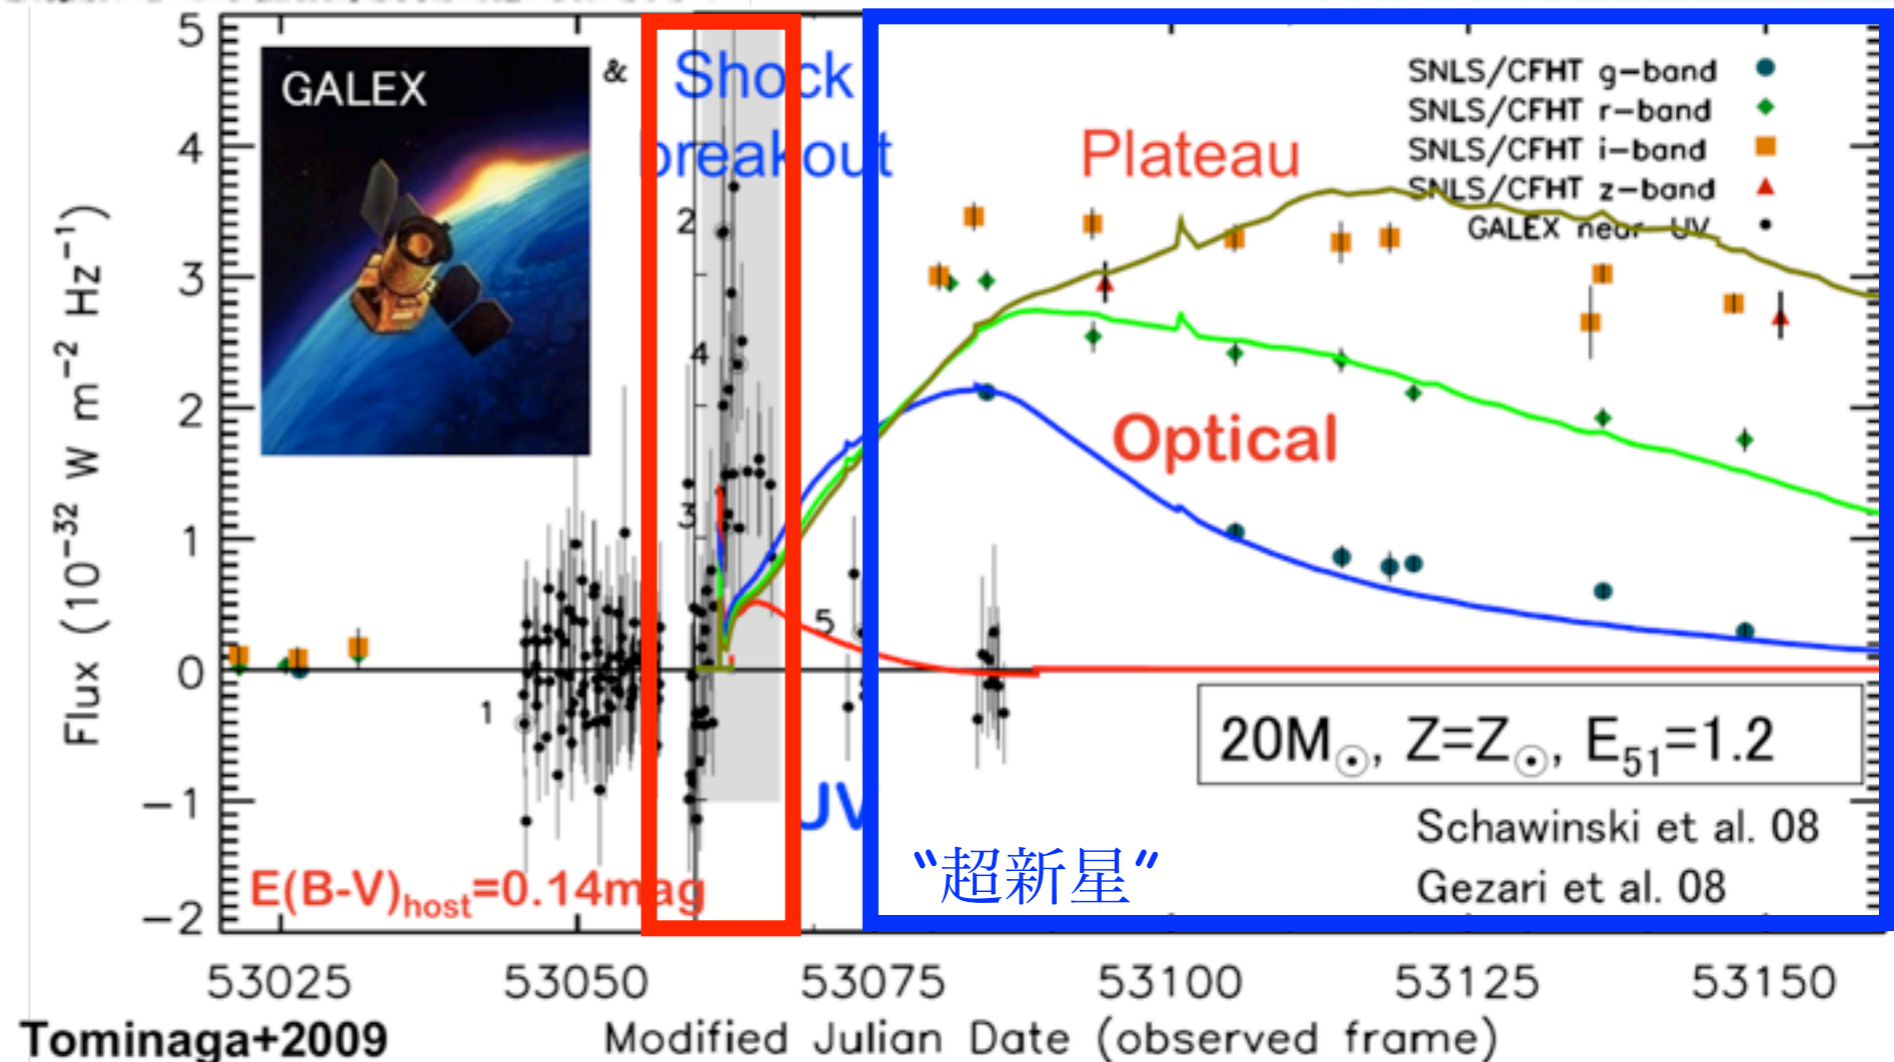 GALEX
&
Shock
breakout
Plateau
SNLS/CFHT g-band
SNLS/CFHT r-band
SNLS/CFHT i-band
SNLS/CFHT z-band
GALEX near UV
Optical
UV
20M☉, Z=Z☉, E51=1.2
Schawinski et al. 08
Gezari et al. 08
"超新星"
E(B-V)host=0.14mag
1
2
3
4
5
5
4
3
2
1
0
-1
-2
Flux (10−32 W m−2 Hz−1)
53025 53050 53075 53100 53125 53150
Modified Julian Date (observed frame)
Tominaga+2009